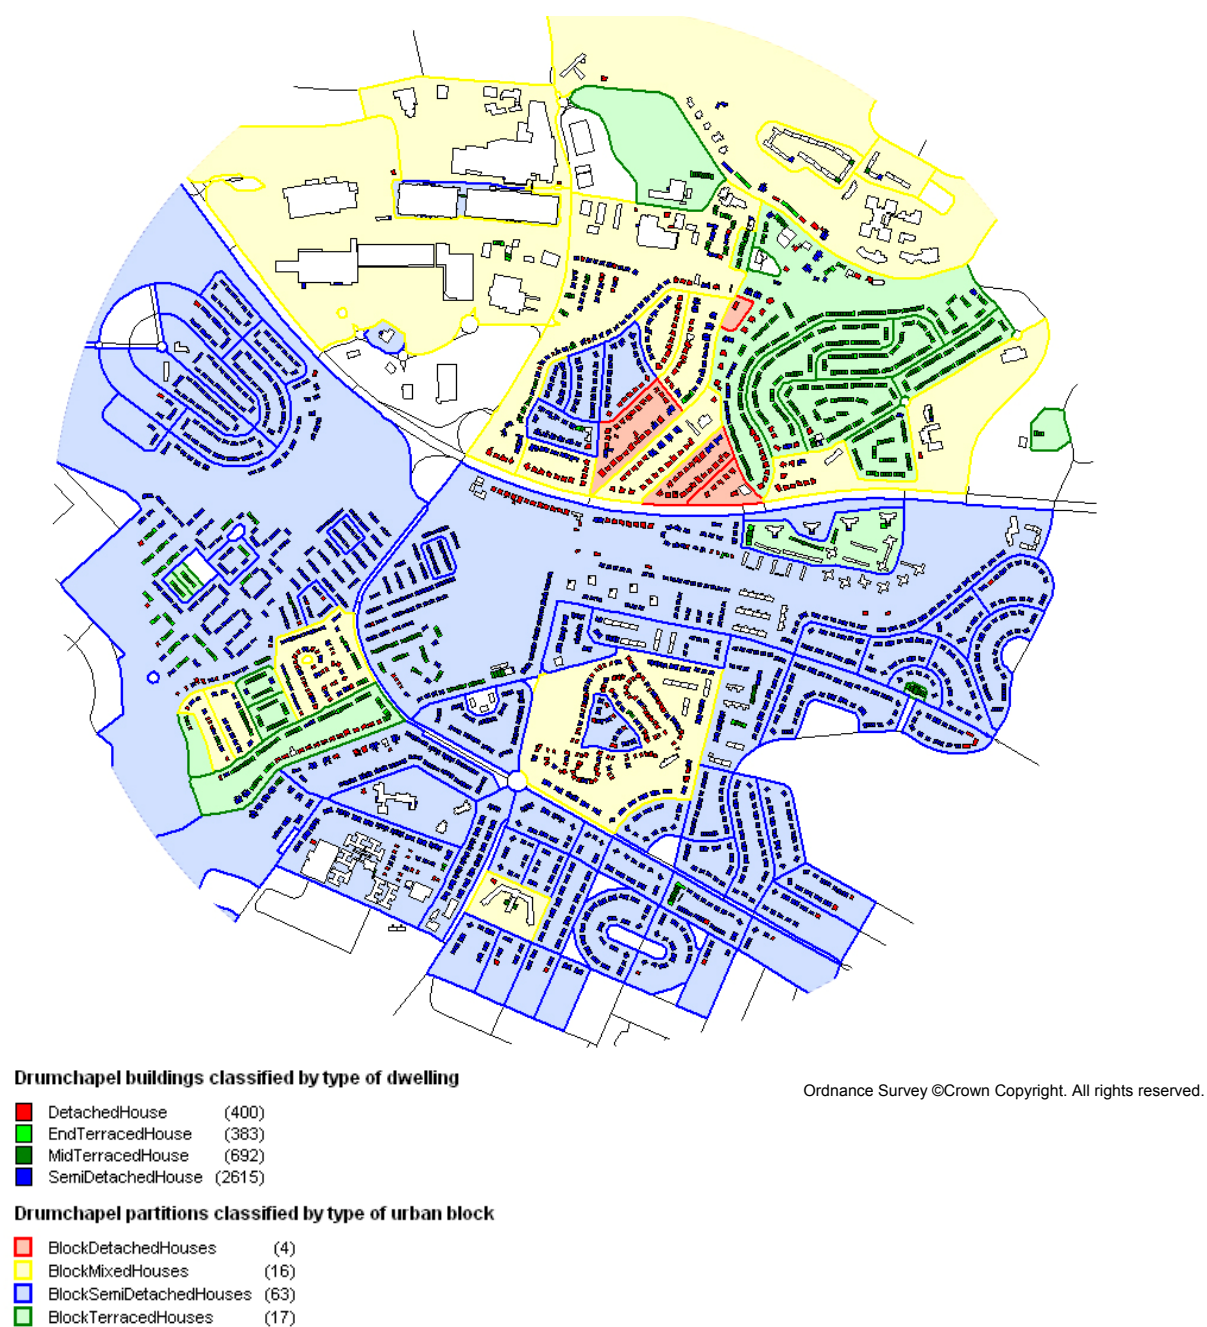 Drumchapel buildings classified by type of dwelling
Ordnance Survey ©Crown Copyright. All rights reserved.
DetachedHouse (400)
EndTerracedHouse (383)
MidTerracedHouse (692)
SemiDetachedHouse (2615)
Drumchapel partitions classified by type of urban block
BlockDetachedHouses (4)
BlockMixedHouses (16)
BlockSemiDetachedHouses (63)
BlockTerracedHouses (17)